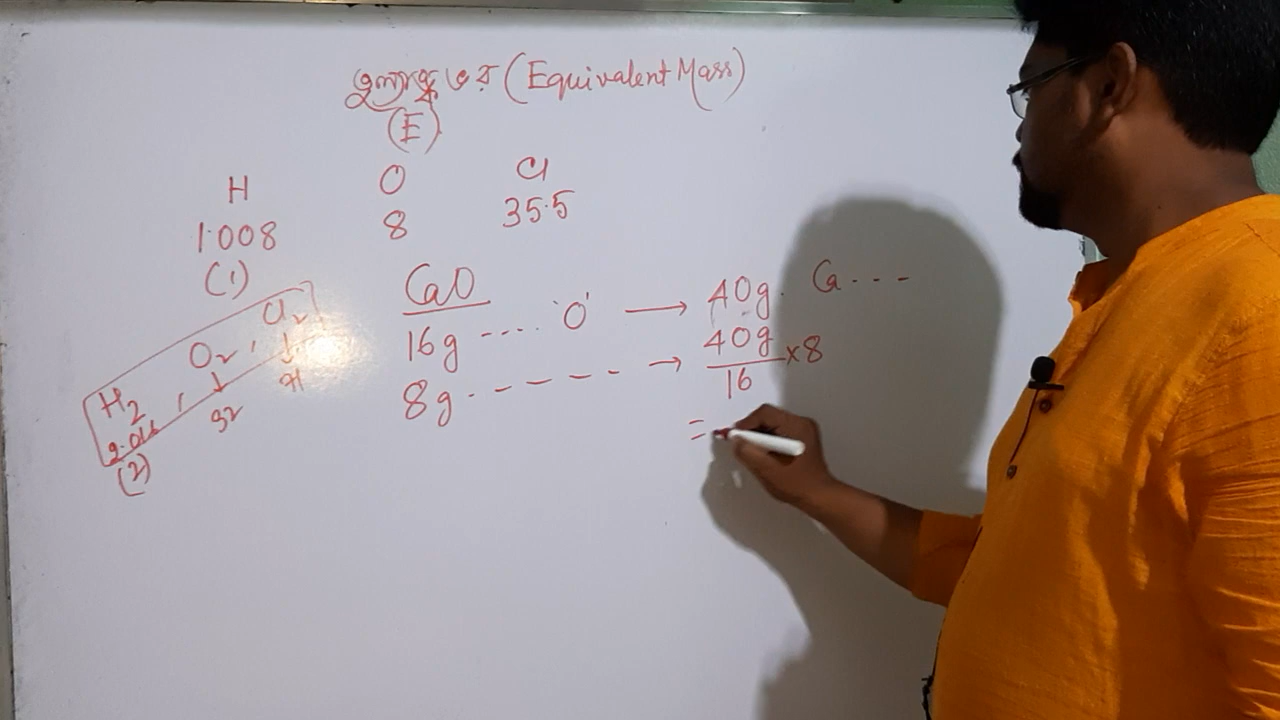 তুল্যাঙ্ক ভর (Equivalent Mass)
(E)
H O Cl
1.008 8 35.5
(1)
CaO
16g .... 'O' → 40g. Ca ...
8g. - - - - → 40g/16 ×8
=
H2, O2, Cl2
2.016 ↓ 32 ↓ 71
(2)